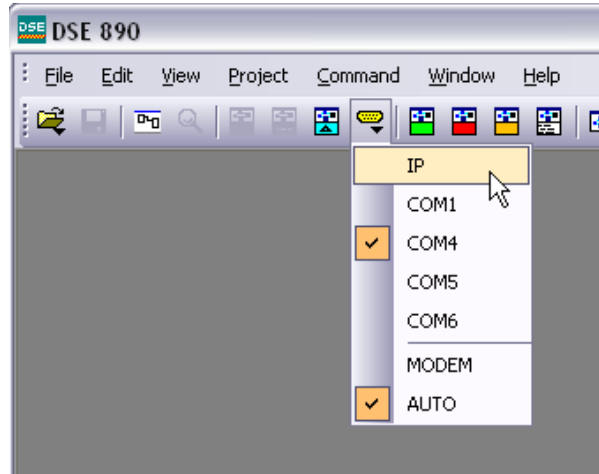 DSE DSE 890
File Edit View Project Command Window Help
IP
COM1
COM4
COM5
COM6
MODEM
AUTO